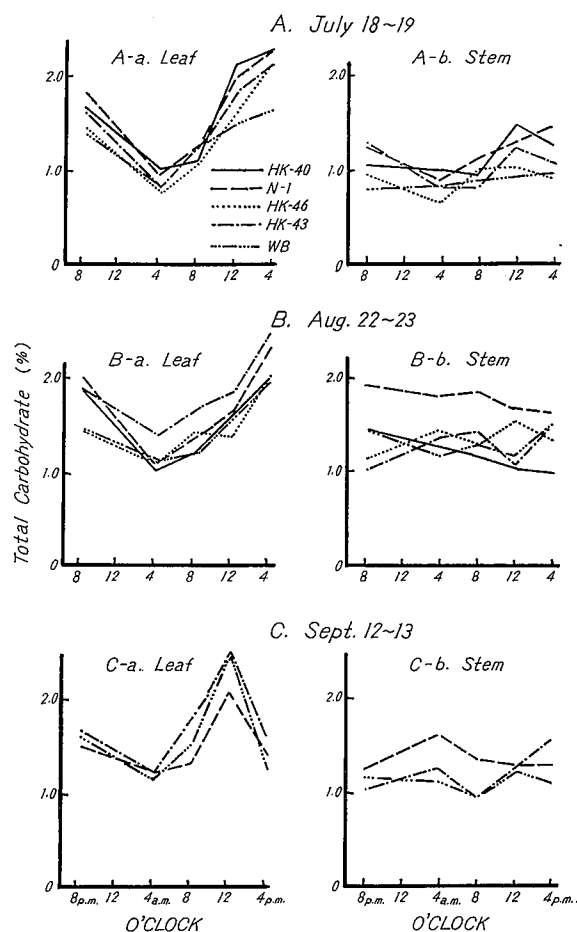 A. July 18~19
A-a. Leaf
A-b. Stem
2.0
1.0
0
HK-40
N-1
HK-46
HK-43
WB
2.0
1.0
0
8 12 4 8 12 4
8 12 4 8 12 4
B. Aug. 22~23
B-a. Leaf
B-b. Stem
Total Carbohydrate (%)
2.0
1.0
0
2.0
1.0
0
8 12 4 8 12 4
8 12 4 8 12 4
C. Sept. 12~13
C-a. Leaf
C-b. Stem
2.0
1.0
0
2.0
1.0
0
8p.m. 12 4a.m. 8 12 4p.m.
8p.m. 12 4a.m. 8 12 4p.m.
O'CLOCK
O'CLOCK